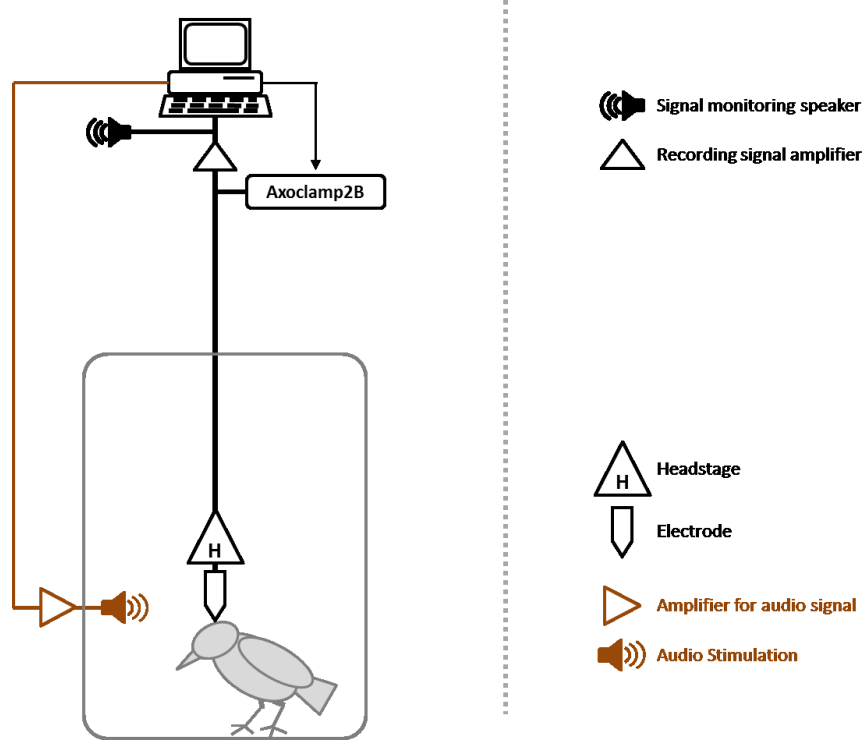 Signal monitoring speaker
Recording signal amplifier
Axoclamp2B
H
Headstage
H
Electrode
Amplifier for audio signal
Audio Stimulation